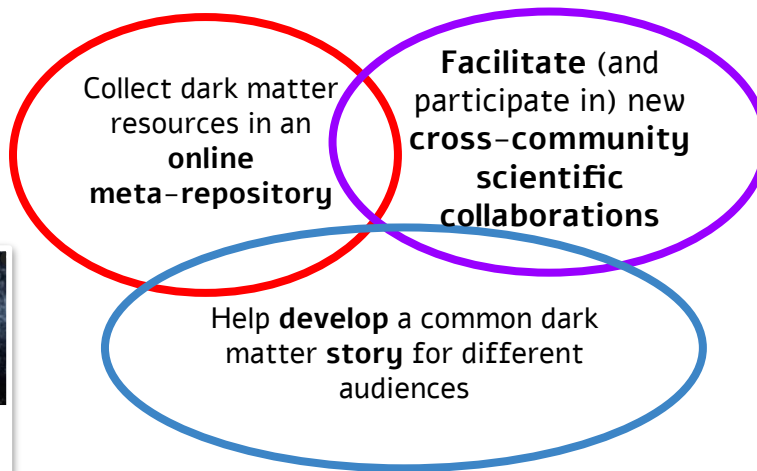 Collect dark matter
resources in an
online
meta-repository
Facilitate (and
participate in) new
cross-community
scientific
collaborations
Help develop a common dark
matter story for different
audiences